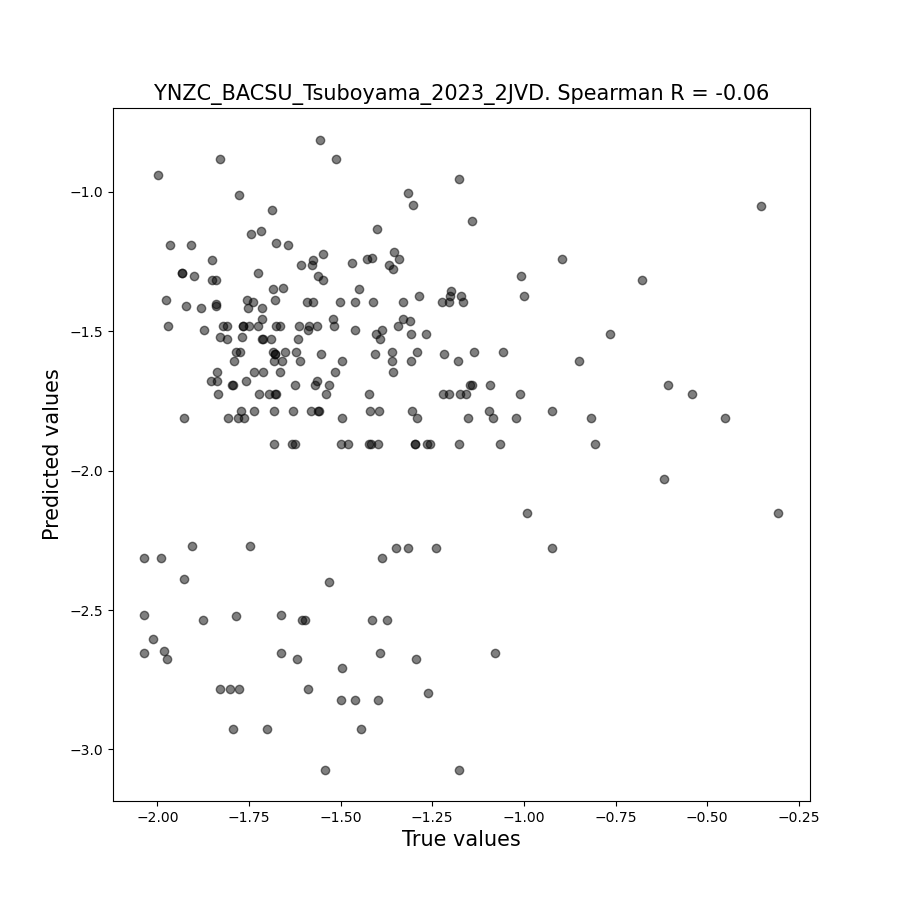 YNZC_BACSU_Tsuboyama_2023_2JVD. Spearman R = -0.06
Predicted values
−1.0
−1.5
−2.0
−2.5
−3.0
−2.00 −1.75 −1.50 −1.25 −1.00 −0.75 −0.50 −0.25
True values